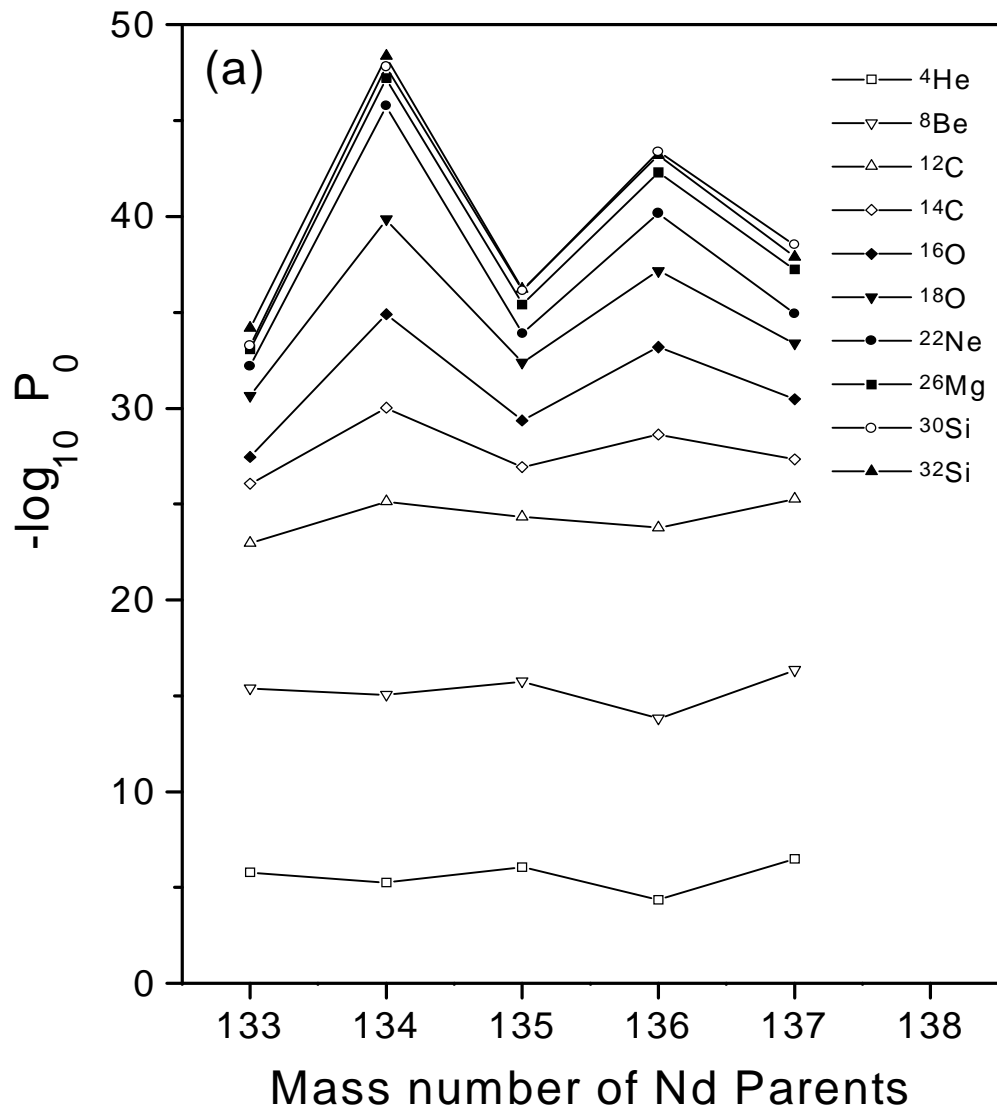 (a)
50
40
30
20
10
0
-log₁₀ P₀
⁴He
⁸Be
¹²C
¹⁴C
¹⁶O
¹⁸O
²²Ne
²⁶Mg
³⁰Si
³²Si
133 134 135 136 137 138
Mass number of Nd Parents